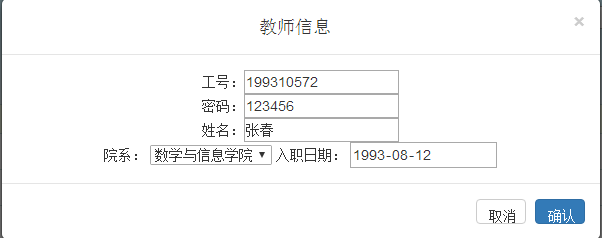 教师信息 ×
工号：199310572
密码：123456
姓名：张春
院系：数学与信息学院 入职日期：1993-08-12
取消 确认